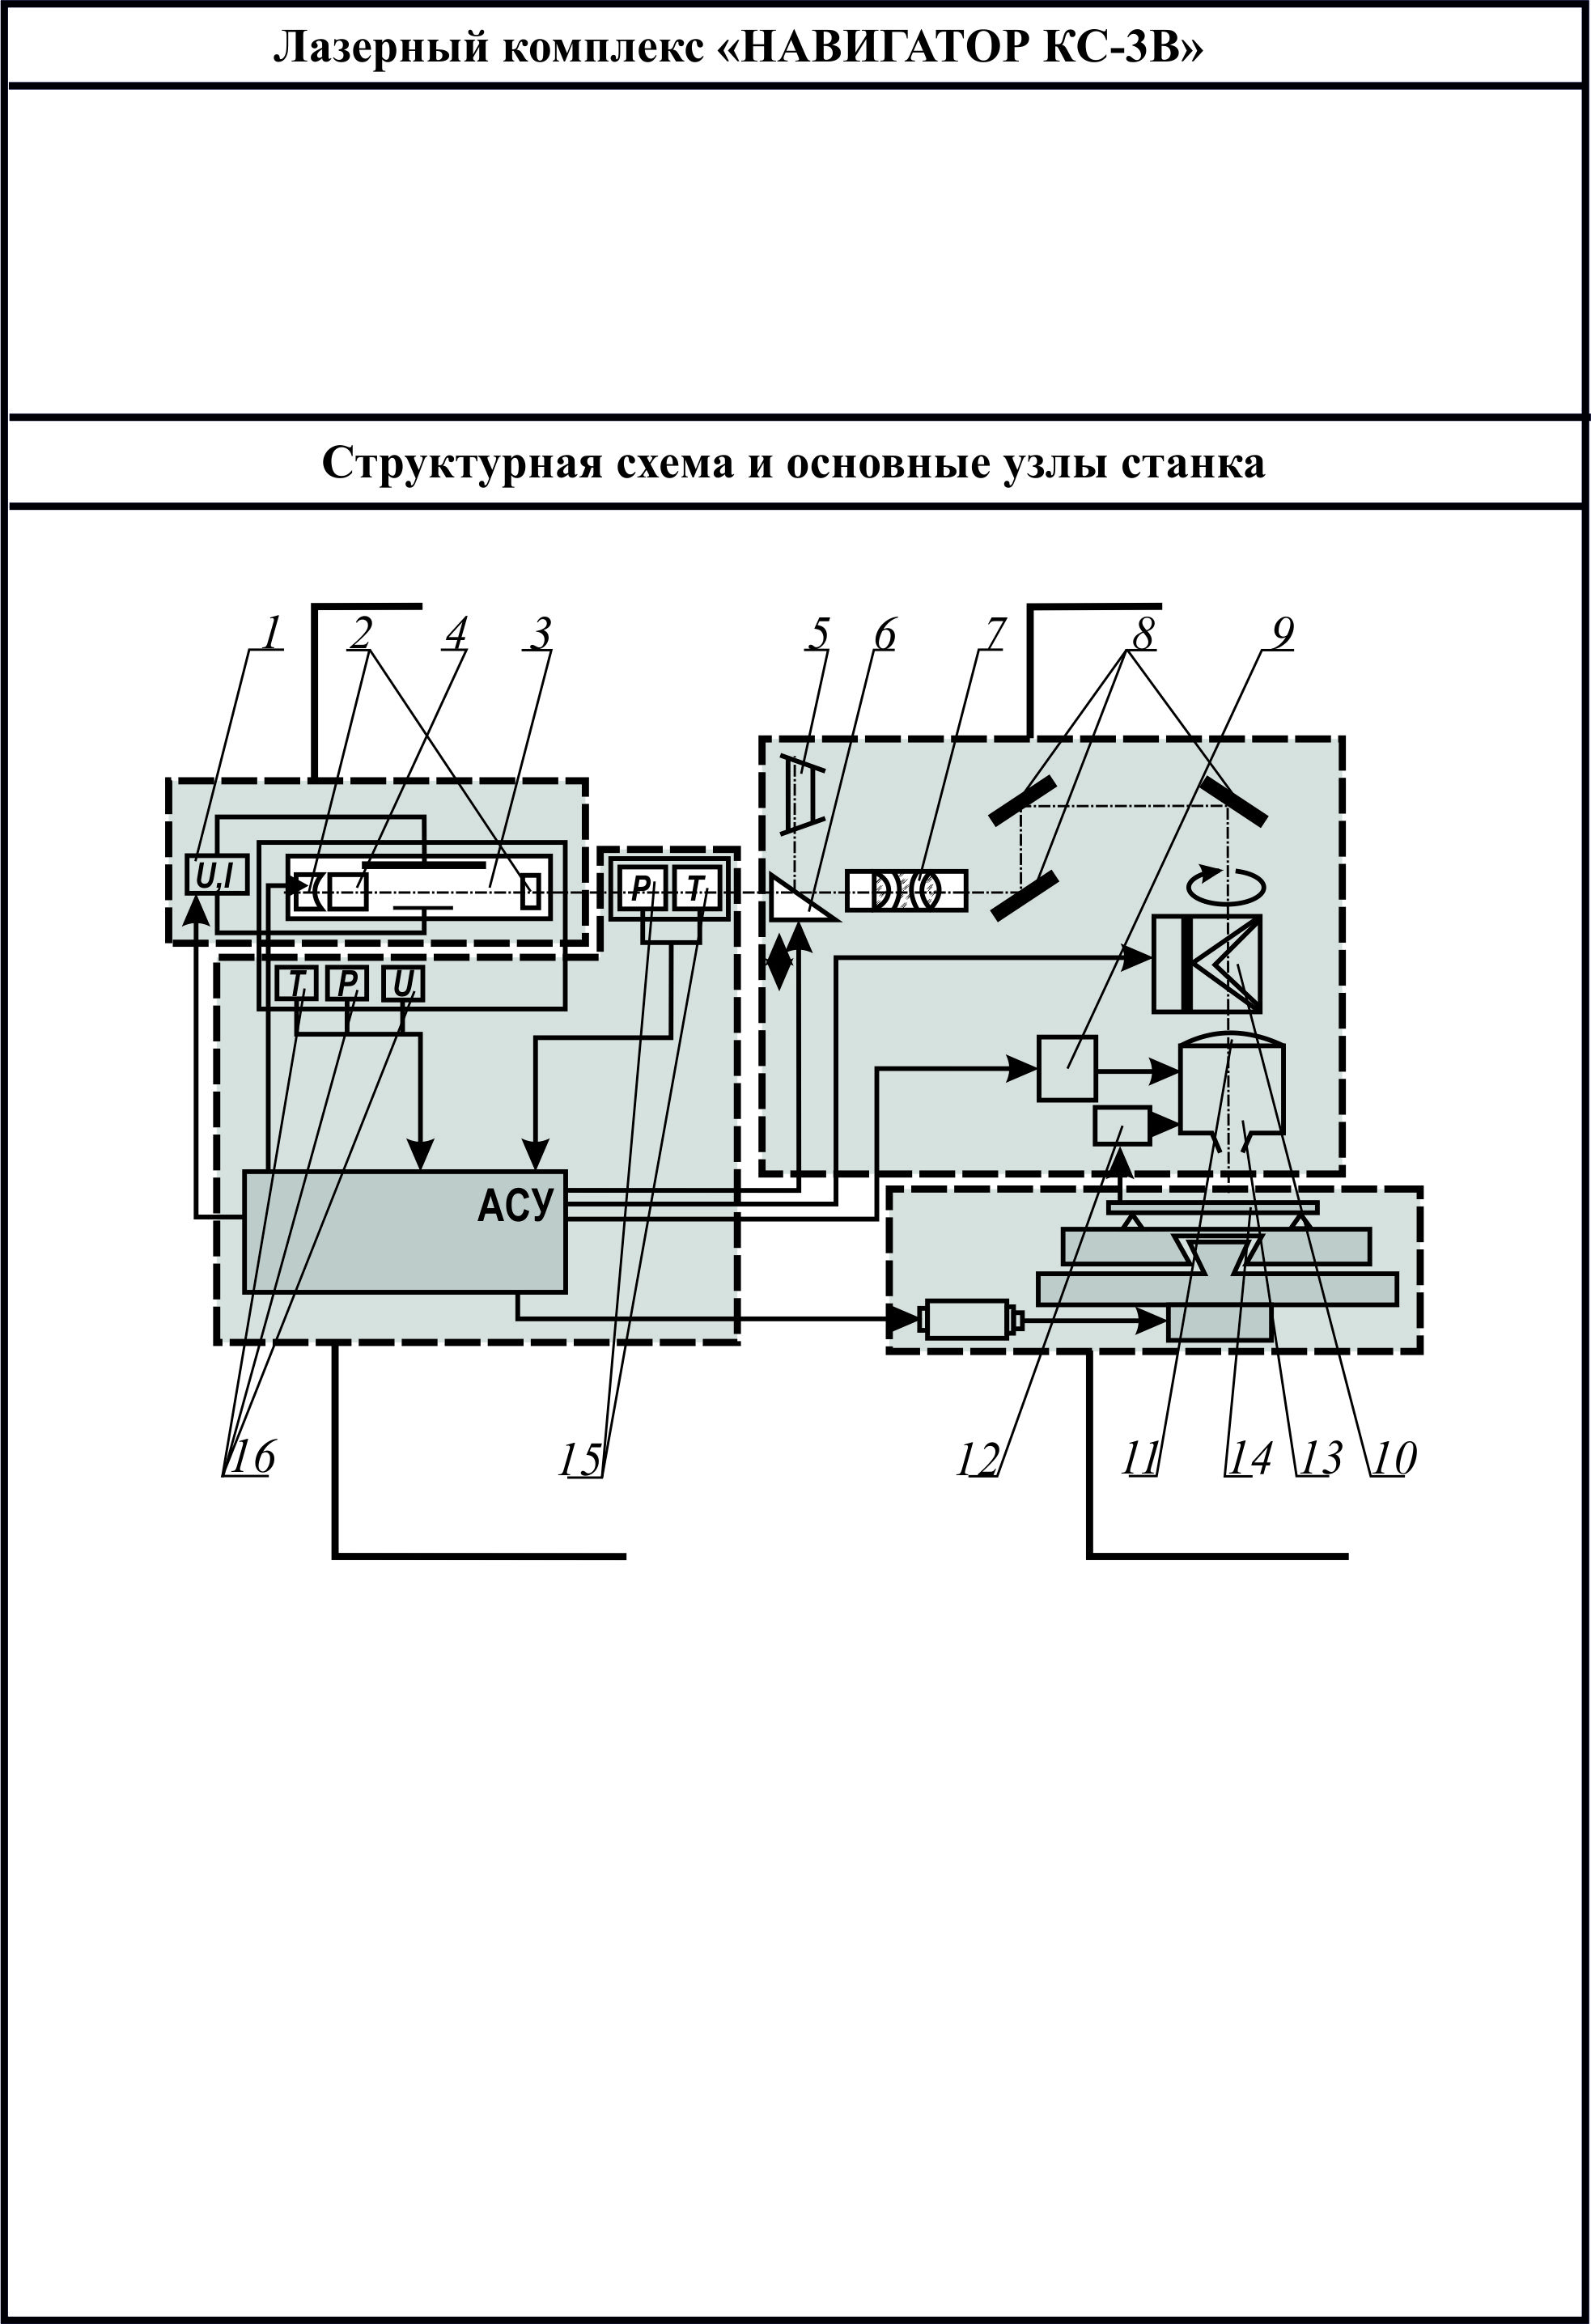 Лазерный комплекс «НАВИГАТОР КС-3В»
Структурная схема и основные узлы станка
1 2 4 3 5 6 7 8 9
U,I
P T
T P U
АСУ
16 15 12 11 14 13 10